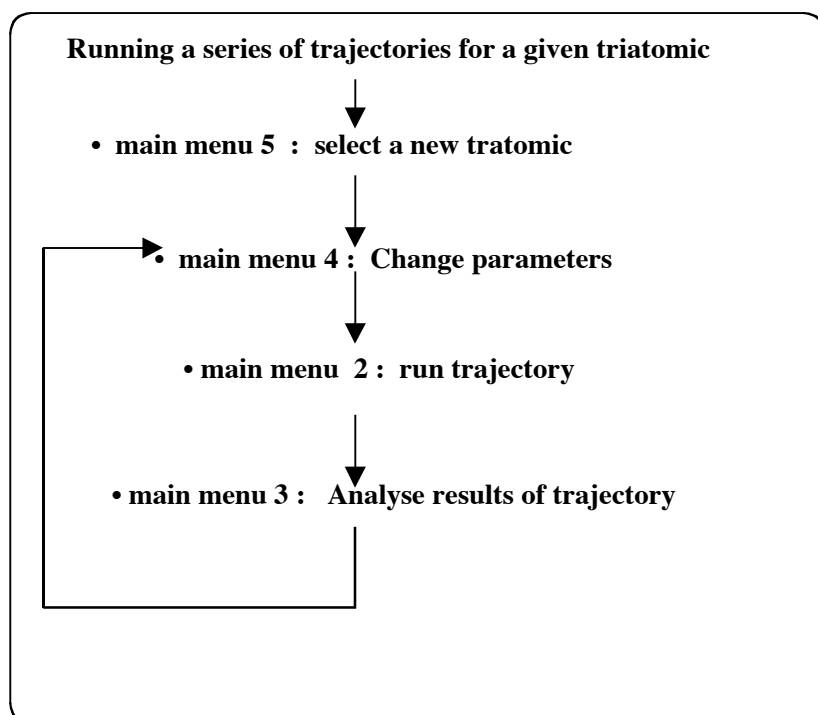 Running a series of trajectories for a given triatomic
• main menu 5 : select a new tratomic
• main menu 4 : Change parameters
• main menu 2 : run trajectory
• main menu 3 : Analyse results of trajectory